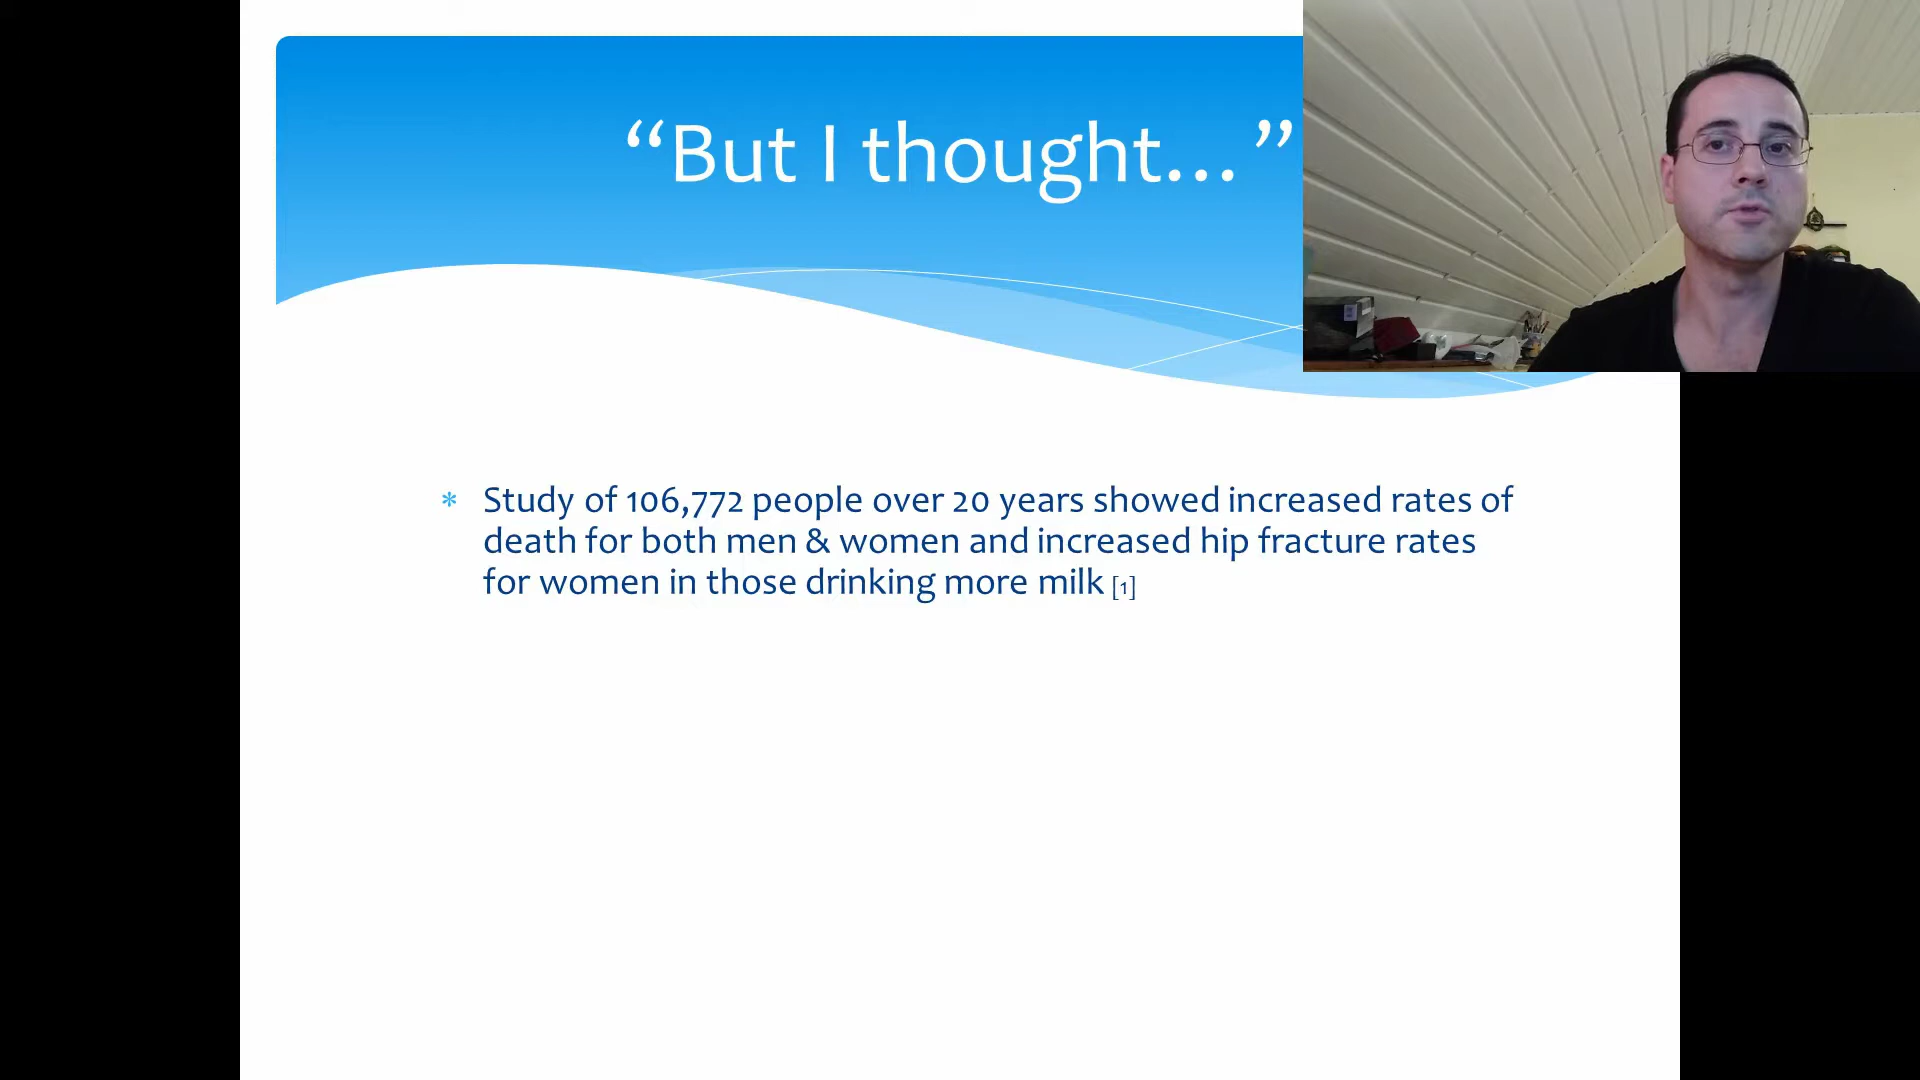 “But I thought…”
* Study of 106,772 people over 20 years showed increased rates of
death for both men & women and increased hip fracture rates
for women in those drinking more milk [1]